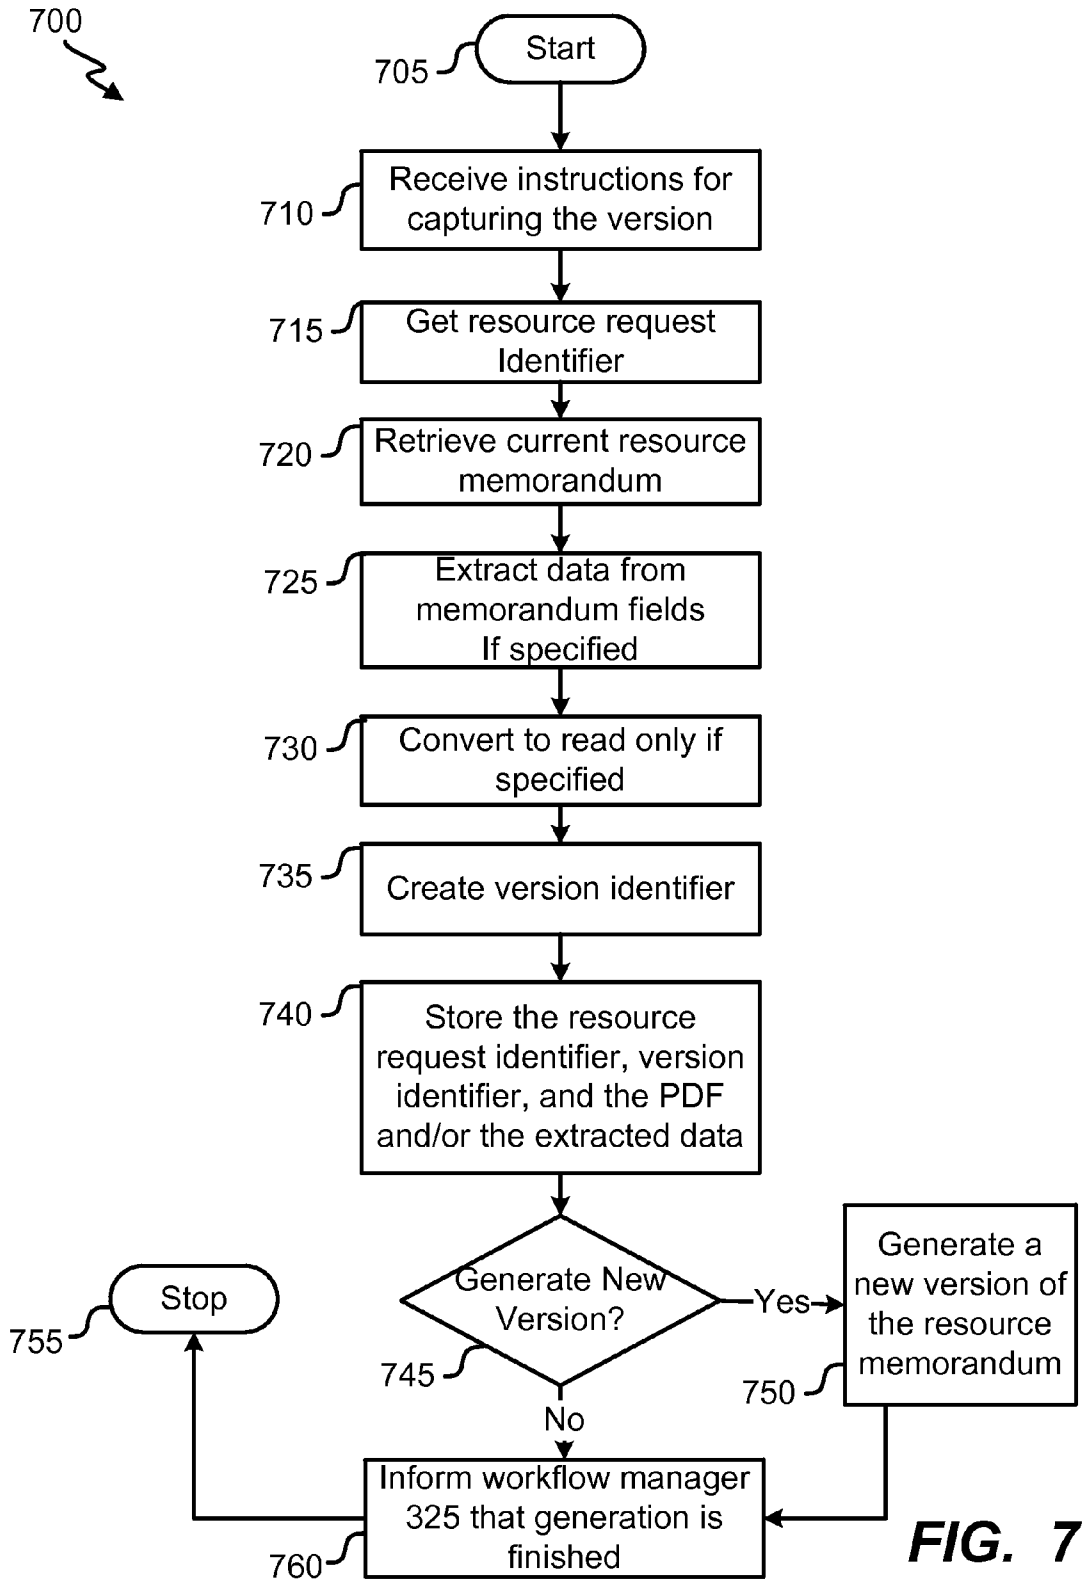 700
Start
705
Receive instructions for
capturing the version
710
Get resource request
Identifier
715
Retrieve current resource
memorandum
720
Extract data from
memorandum fields
If specified
725
Convert to read only if
specified
730
Create version identifier
735
Store the resource
request identifier, version
identifier, and the PDF
and/or the extracted data
740
Generate New
Version?
745
Yes
Generate a
new version of
the resource
memorandum
750
No
Stop
755
Inform workflow manager
325 that generation is
finished
760
FIG. 7